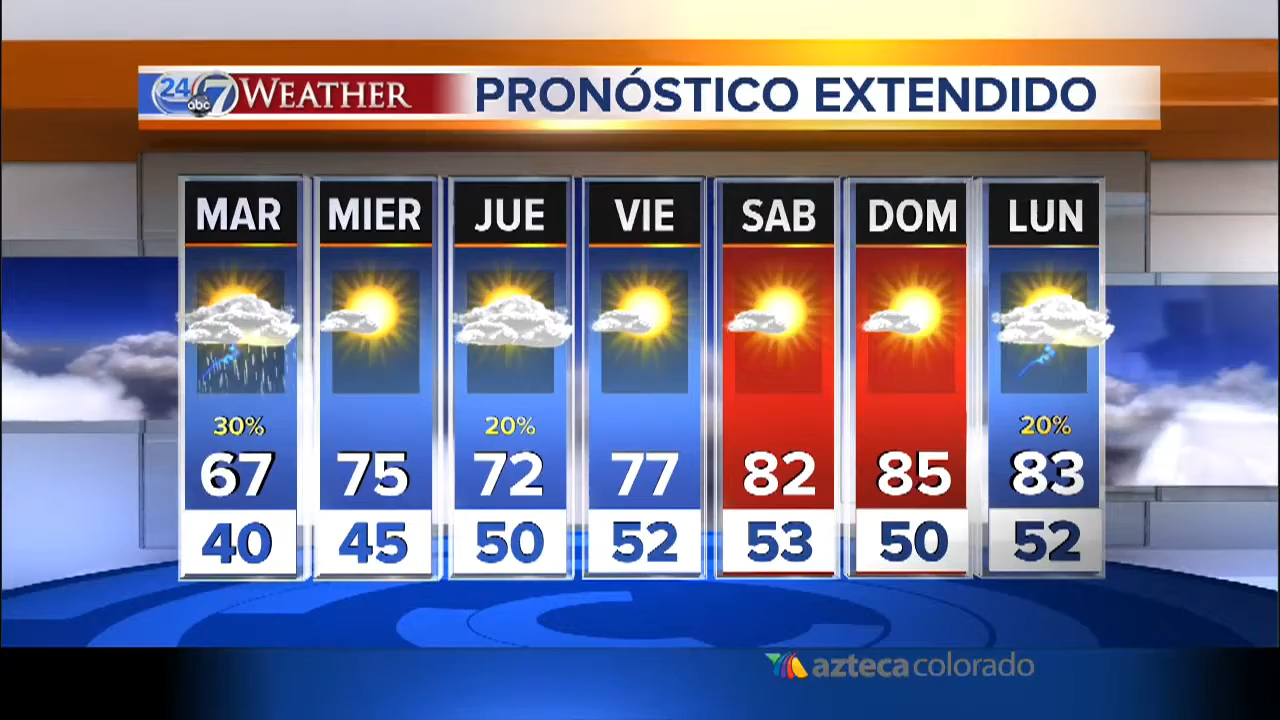 24 7 abc WEATHER PRONÓSTICO EXTENDIDO
MAR MIER JUE VIE SAB DOM LUN
30% 20% 20%
67 75 72 77 82 85 83
40 45 50 52 53 50 52
azteca colorado